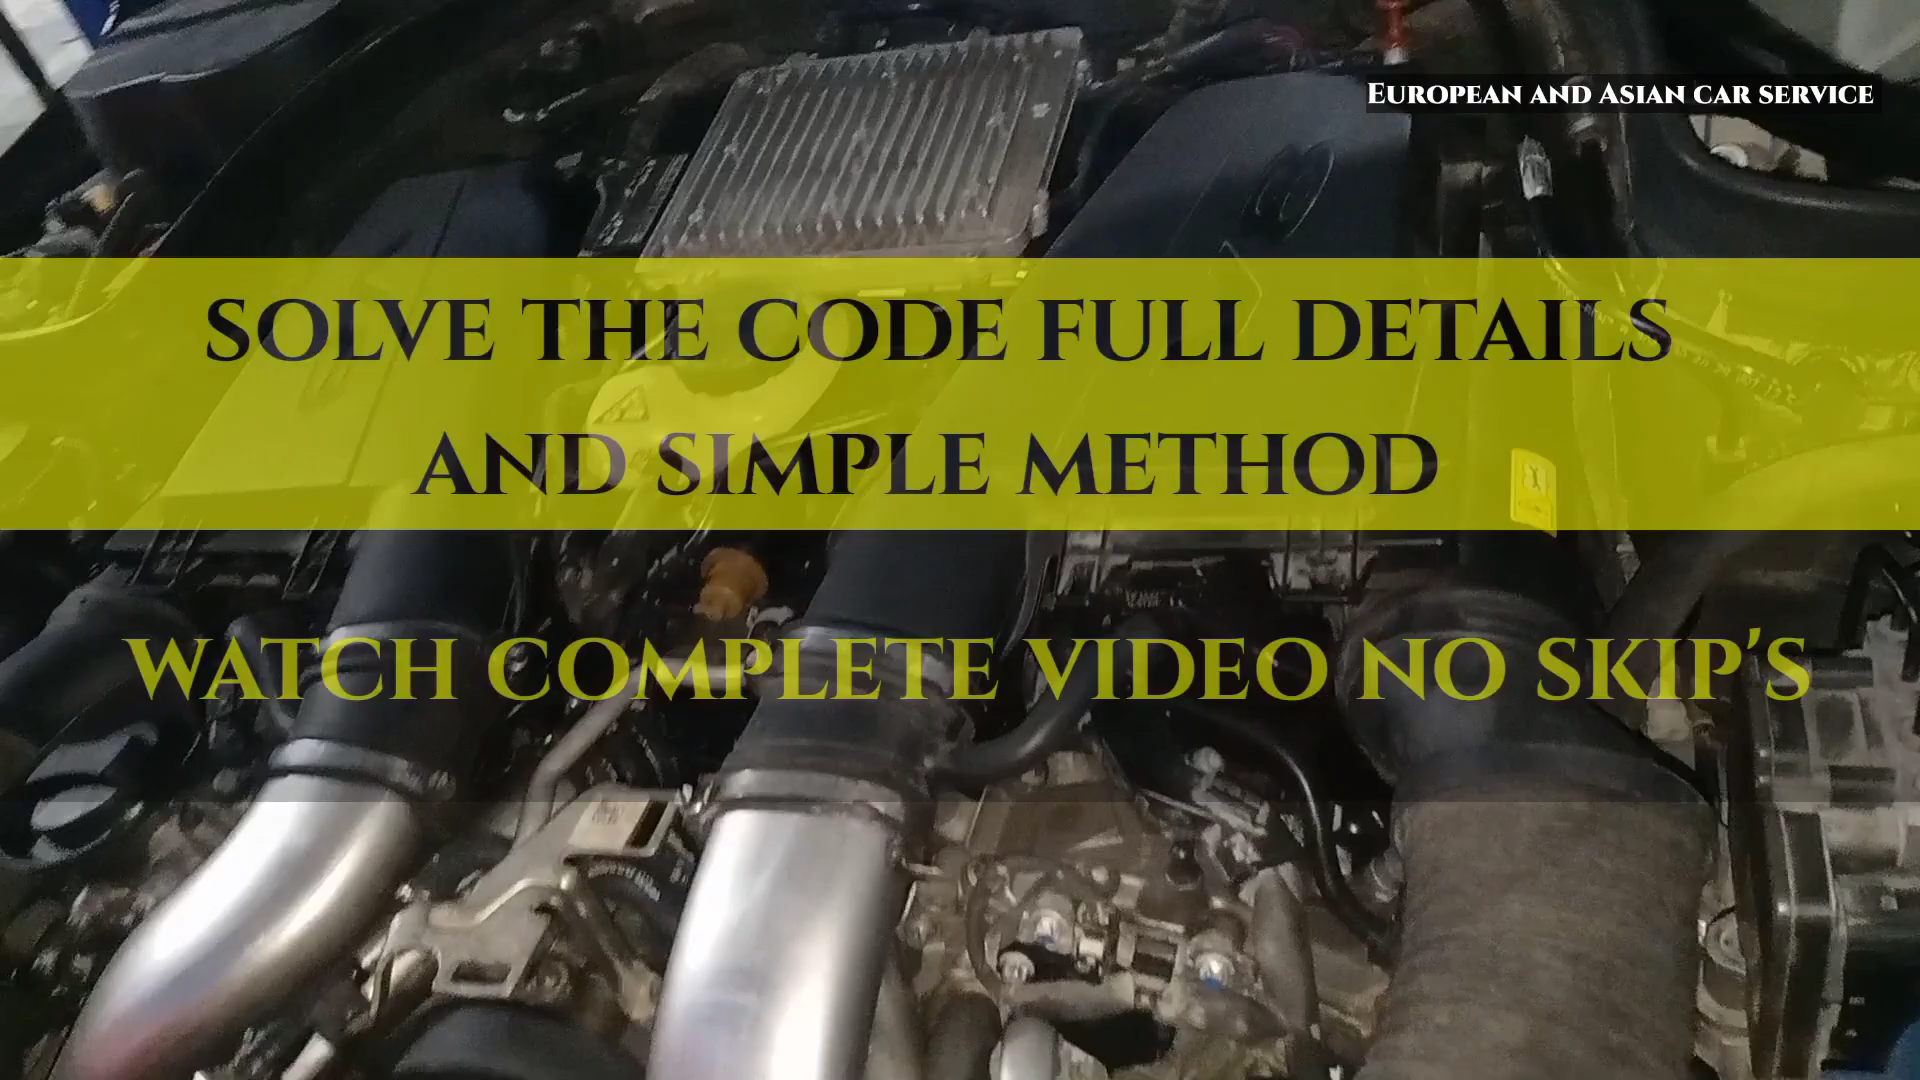 European and Asian car service
SOLVE THE CODE FULL DETAILS
AND SIMPLE METHOD
WATCH COMPLETE VIDEO NO SKIP'S